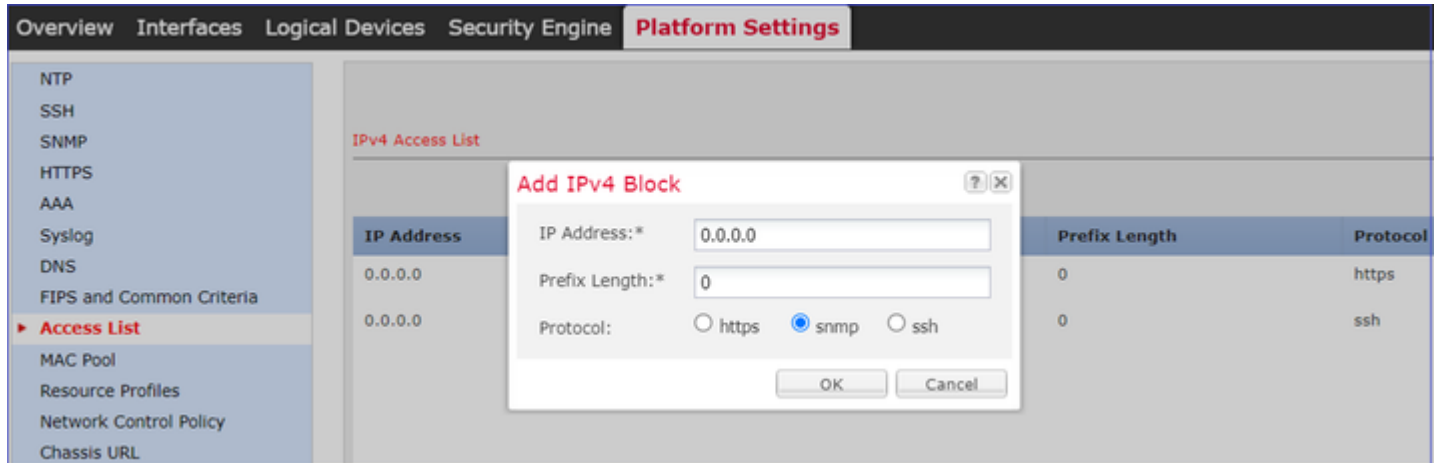 Overview Interfaces Logical Devices Security Engine Platform Settings
NTP
SSH
SNMP
HTTPS
AAA
Syslog
DNS
FIPS and Common Criteria
Access List
MAC Pool
Resource Profiles
Network Control Policy
Chassis URL
IPv4 Access List
IP Address Prefix Length Protocol
0.0.0.0 0 https
0.0.0.0 0 ssh
Add IPv4 Block ?
IP Address:* 0.0.0.0
Prefix Length:* 0
Protocol: https snmp ssh
OK Cancel